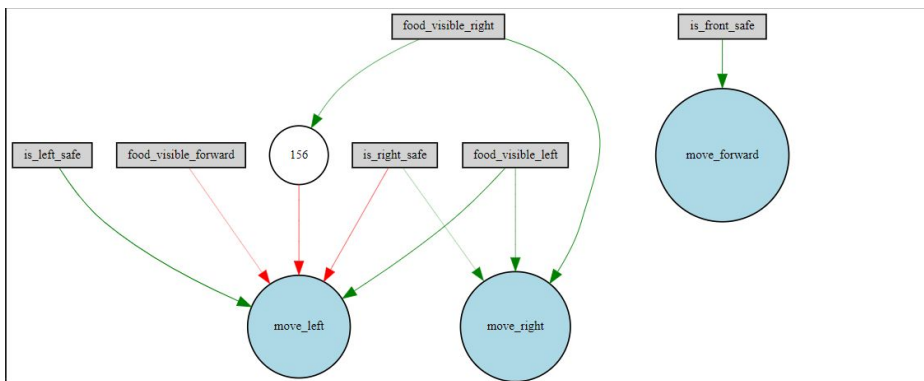 food_visible_right
is_front_safe
is_left_safe
food_visible_forward
156
is_right_safe
food_visible_left
move_forward
move_left
move_right